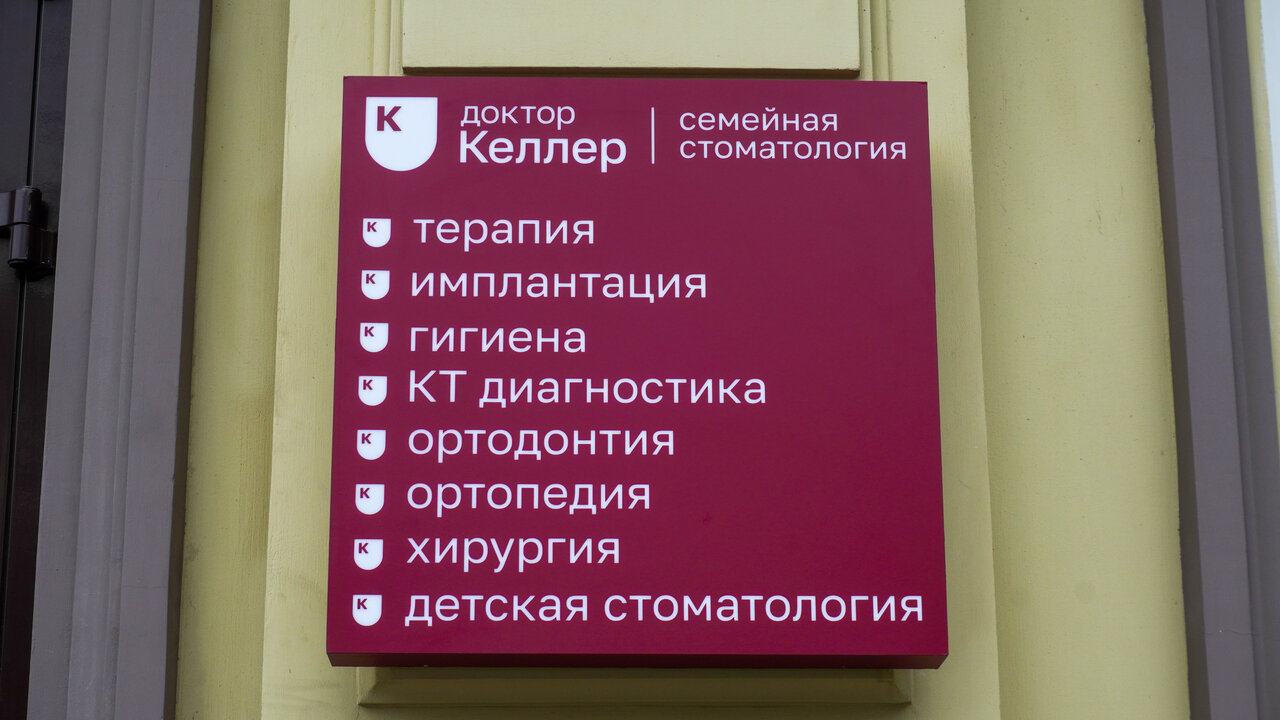 К
доктор
Келлер
семейная
стоматология
К терапия
К имплантация
К гигиена
К КТ диагностика
К ортодонтия
К ортопедия
К хирургия
К детская стоматология